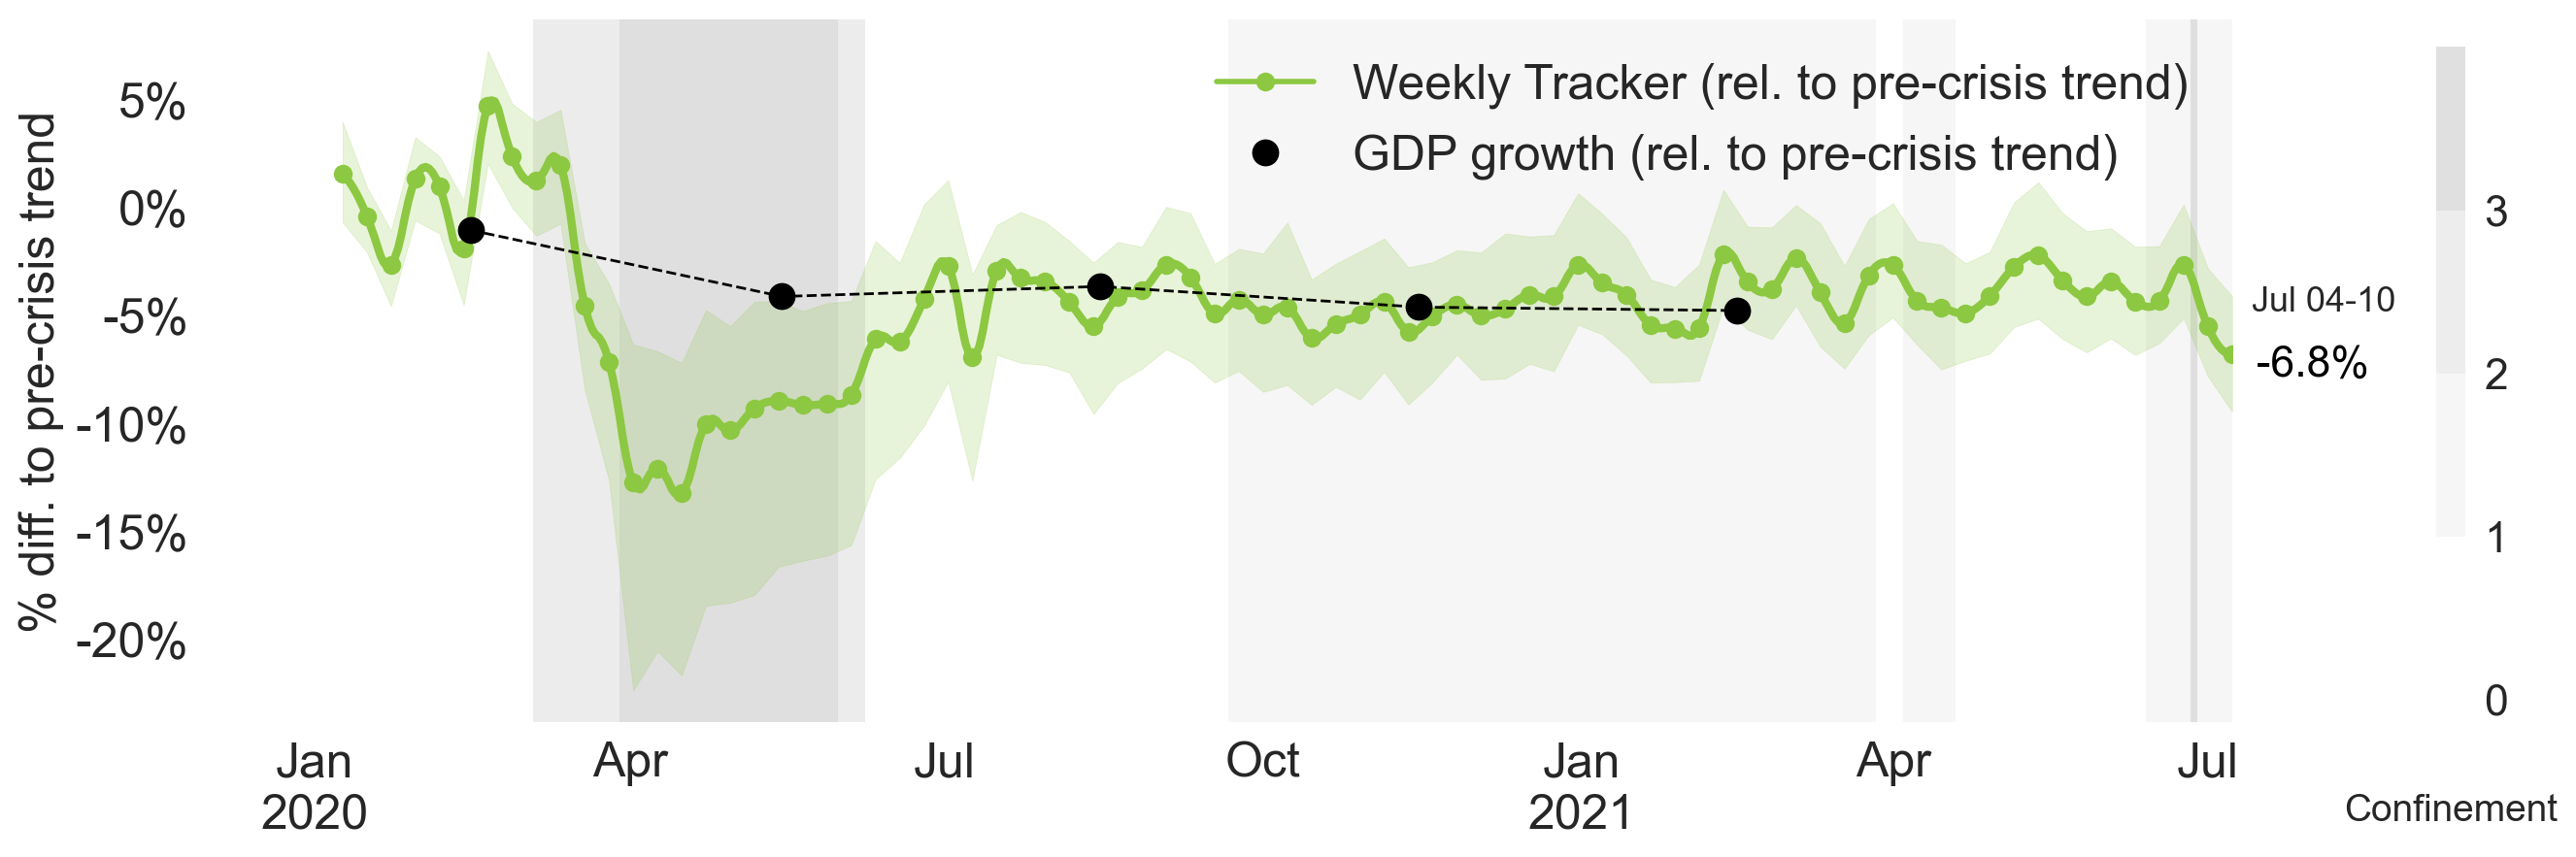 % diff. to pre-crisis trend
5%
0%
-5%
-10%
-15%
-20%
Weekly Tracker (rel. to pre-crisis trend)
GDP growth (rel. to pre-crisis trend)
Jul 04-10
-6.8%
3
2
1
0
Jan
2020
Apr
Jul
Oct
Jan
2021
Apr
Jul
Confinement